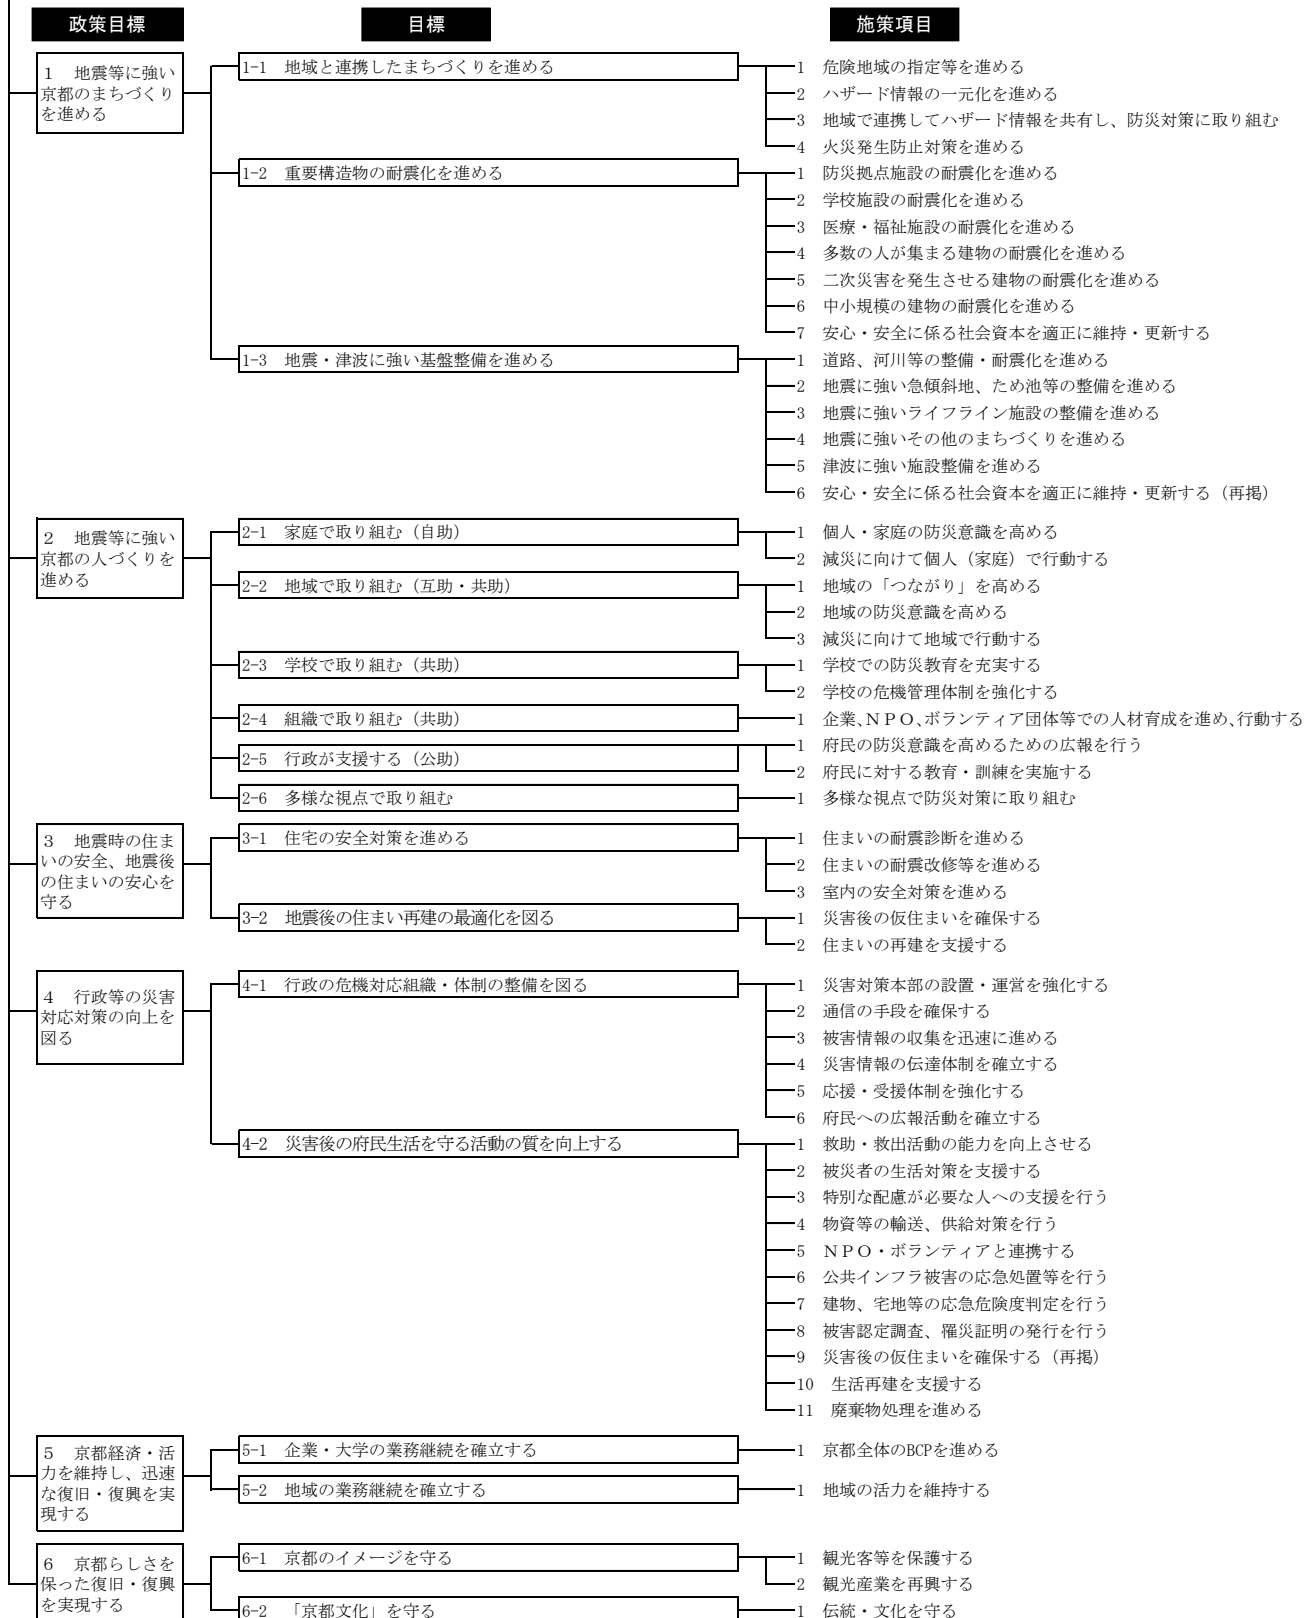 政策目標 目標 施策項目
1 地震等に強い
京都のまちづくり
を進める
1-1 地域と連携したまちづくりを進める
1 危険地域の指定等を進める
2 ハザード情報の一元化を進める
3 地域で連携してハザード情報を共有し、防災対策に取り組む
4 火災発生防止対策を進める
1-2 重要構造物の耐震化を進める
1 防災拠点施設の耐震化を進める
2 学校施設の耐震化を進める
3 医療・福祉施設の耐震化を進める
4 多数の人が集まる建物の耐震化を進める
5 二次災害を発生させる建物の耐震化を進める
6 中小規模の建物の耐震化を進める
7 安心・安全に係る社会資本を適正に維持・更新する
1-3 地震・津波に強い基盤整備を進める
1 道路、河川等の整備・耐震化を進める
2 地震に強い急傾斜地、ため池等の整備を進める
3 地震に強いライフライン施設の整備を進める
4 地震に強いその他のまちづくりを進める
5 津波に強い施設整備を進める
6 安心・安全に係る社会資本を適正に維持・更新する（再掲）
2 地震等に強い
京都の人づくりを
進める
2-1 家庭で取り組む（自助）
1 個人・家庭の防災意識を高める
2 減災に向けて個人（家庭）で行動する
2-2 地域で取り組む（互助・共助）
1 地域の「つながり」を高める
2 地域の防災意識を高める
3 減災に向けて地域で行動する
2-3 学校で取り組む（共助）
1 学校での防災教育を充実する
2 学校の危機管理体制を強化する
2-4 組織で取り組む（共助）
1 企業、ＮＰＯ、ボランティア団体等での人材育成を進め、行動する
2-5 行政が支援する（公助）
1 府民の防災意識を高めるための広報を行う
2 府民に対する教育・訓練を実施する
2-6 多様な視点で取り組む
1 多様な視点で防災対策に取り組む
3 地震時の住ま
いの安全、地震後
の住まいの安心を
守る
3-1 住宅の安全対策を進める
1 住まいの耐震診断を進める
2 住まいの耐震改修等を進める
3 室内の安全対策を進める
3-2 地震後の住まい再建の最適化を図る
1 災害後の仮住まいを確保する
2 住まいの再建を支援する
4 行政等の災害
対応対策の向上を
図る
4-1 行政の危機対応組織・体制の整備を図る
1 災害対策本部の設置・運営を強化する
2 通信の手段を確保する
3 被害情報の収集を迅速に進める
4 災害情報の伝達体制を確立する
5 応援・受援体制を強化する
6 府民への広報活動を確立する
4-2 災害後の府民生活を守る活動の質を向上する
1 救助・救出活動の能力を向上させる
2 被災者の生活対策を支援する
3 特別な配慮が必要な人への支援を行う
4 物資等の輸送、供給対策を行う
5 ＮＰＯ・ボランティアと連携する
6 公共インフラ被害の応急処置等を行う
7 建物、宅地等の応急危険度判定を行う
8 被害認定調査、罹災証明の発行を行う
9 災害後の仮住まいを確保する（再掲）
10 生活再建を支援する
11 廃棄物処理を進める
5 京都経済・活
力を維持し、迅速
な復旧・復興を実
現する
5-1 企業・大学の業務継続を確立する
1 京都全体のBCPを進める
5-2 地域の業務継続を確立する
1 地域の活力を維持する
6 京都らしさを
保った復旧・復興
を実現する
6-1 京都のイメージを守る
1 観光客等を保護する
2 観光産業を再興する
6-2 「京都文化」を守る
1 伝統・文化を守る